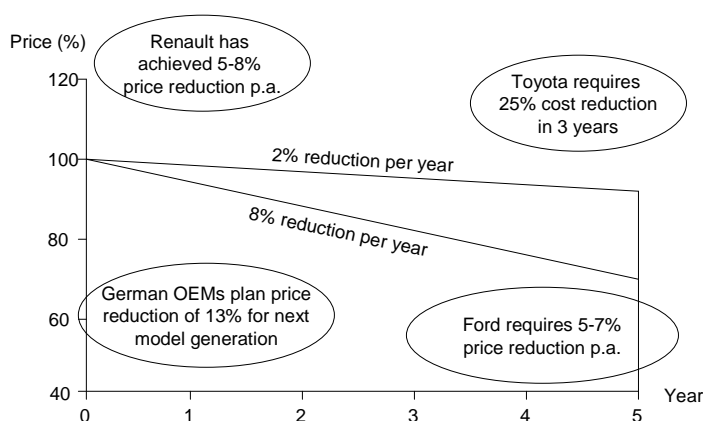 Price (%)
Renault has
achieved 5-8%
price reduction p.a.
120
Toyota requires
25% cost reduction
in 3 years
100
2% reduction per year
8% reduction per year
80
German OEMs plan price
reduction of 13% for next
model generation
60
Ford requires 5-7%
price reduction p.a.
40
Year
0 1 2 3 4 5